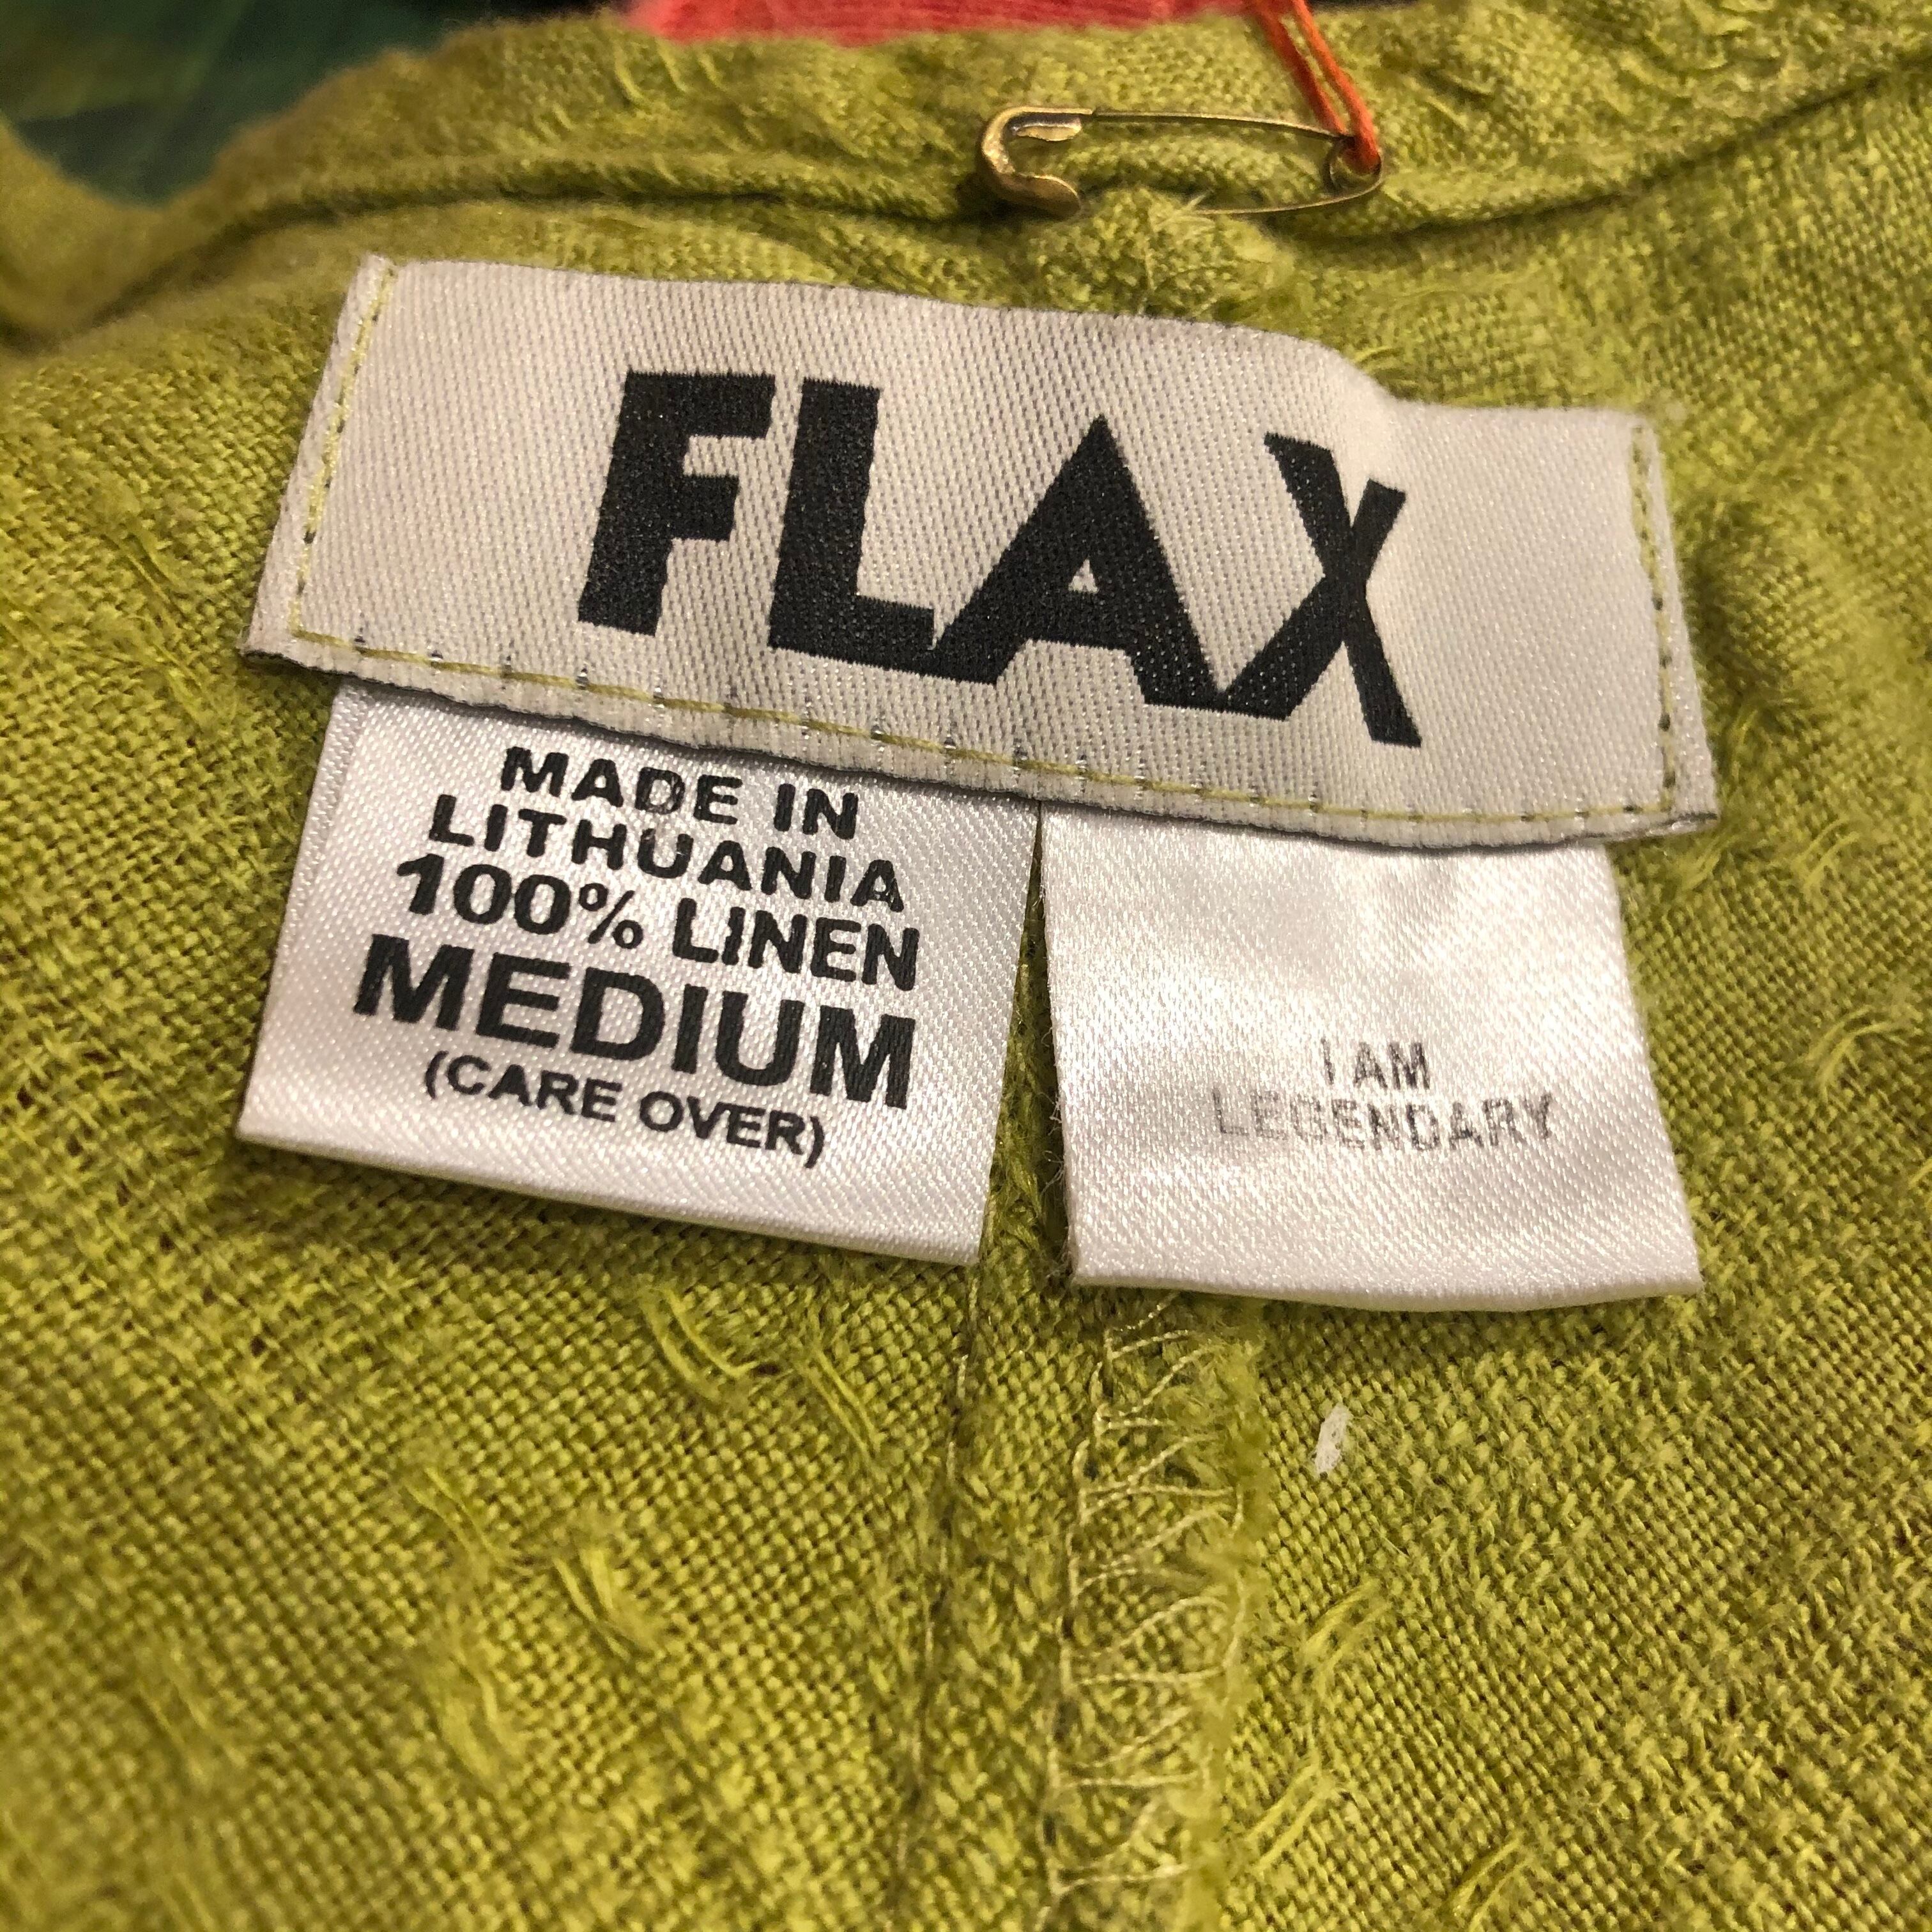 FLAX
MADE IN
LITHUANIA
100% LINEN
MEDIUM
(CARE OVER)
I AM
LEGENDARY